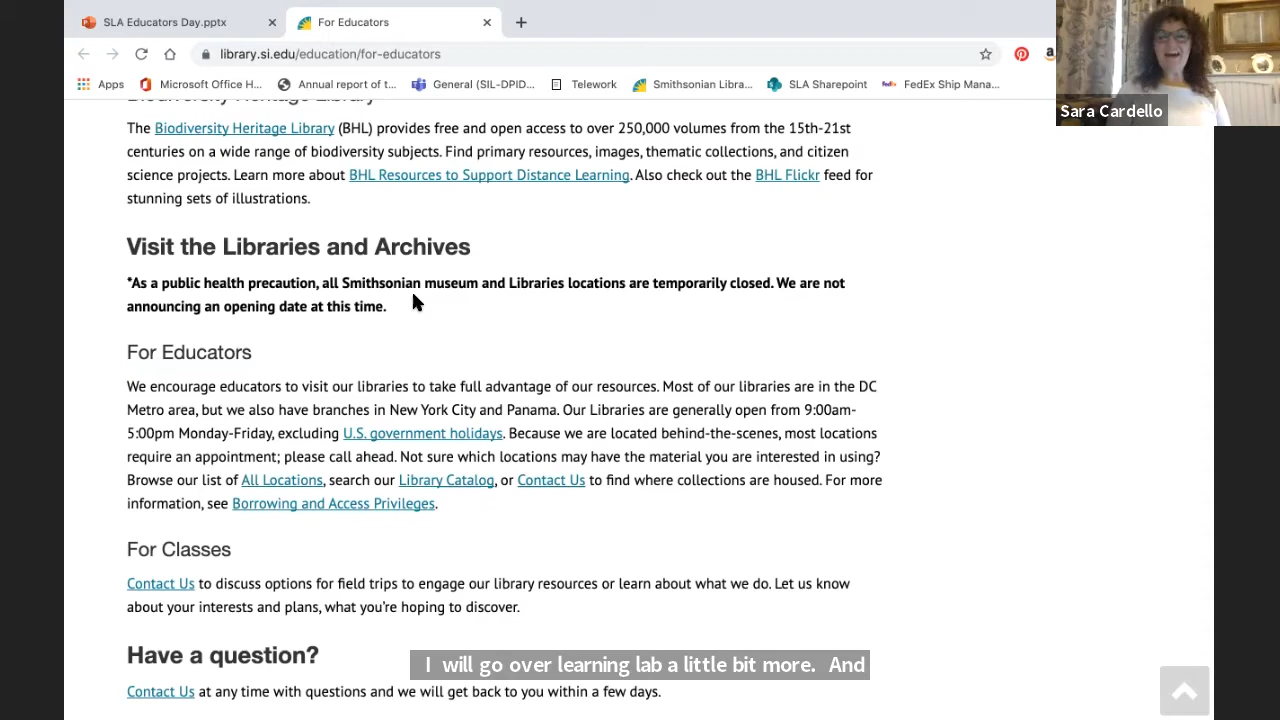 SLA Educators Day.pptx
For Educators
library.si.edu/education/for-educators
Apps
Microsoft Office H...
Annual report of t...
General (SIL-DPID...
Telework
Smithsonian Libra...
SLA Sharepoint
FedEx Ship Mana...
Sara Cardello
Biodiversity Heritage Library
The Biodiversity Heritage Library (BHL) provides free and open access to over 250,000 volumes from the 15th-21st
centuries on a wide range of biodiversity subjects. Find primary resources, images, thematic collections, and citizen
science projects. Learn more about BHL Resources to Support Distance Learning. Also check out the BHL Flickr feed for
stunning sets of illustrations.
Visit the Libraries and Archives
*As a public health precaution, all Smithsonian museum and Libraries locations are temporarily closed. We are not
announcing an opening date at this time.
For Educators
We encourage educators to visit our libraries to take full advantage of our resources. Most of our libraries are in the DC
Metro area, but we also have branches in New York City and Panama. Our Libraries are generally open from 9:00am-
5:00pm Monday-Friday, excluding U.S. government holidays. Because we are located behind-the-scenes, most locations
require an appointment; please call ahead. Not sure which locations may have the material you are interested in using?
Browse our list of All Locations, search our Library Catalog, or Contact Us to find where collections are housed. For more
information, see Borrowing and Access Privileges.
For Classes
Contact Us to discuss options for field trips to engage our library resources or learn about what we do. Let us know
about your interests and plans, what you're hoping to discover.
Have a question?
I will go over learning lab a little bit more. And
Contact Us at any time with questions and we will get back to you within a few days.